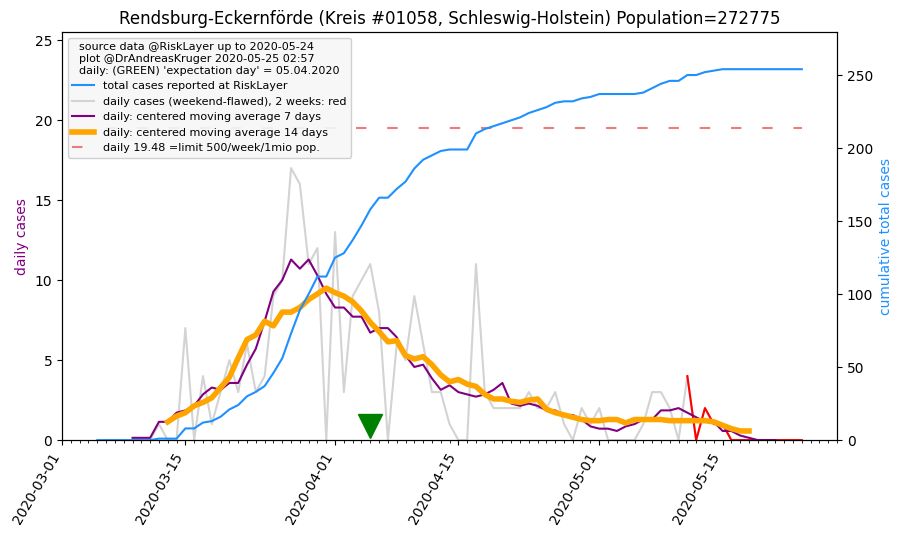 Rendsburg-Eckernförde (Kreis #01058, Schleswig-Holstein) Population=272775
source data @RiskLayer up to 2020-05-24
plot @DrAndreasKruger 2020-05-25 02:57
daily: (GREEN) 'expectation day' = 05.04.2020
total cases reported at RiskLayer
daily cases (weekend-flawed), 2 weeks: red
daily: centered moving average 7 days
daily: centered moving average 14 days
daily 19.48 =limit 500/week/1mio pop.
daily cases
25
20
15
10
5
0
cumulative total cases
250
200
150
100
50
0
2020-03-01
2020-03-15
2020-04-01
2020-04-15
2020-05-01
2020-05-15